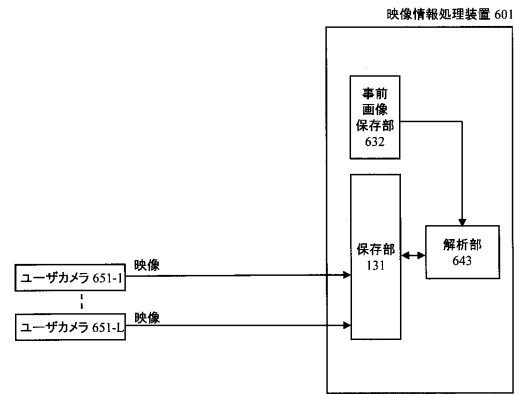 映像情報処理装置 601
事前
画像
保存部
632
保存部
131
解析部
643
ユーザカメラ 651-1
映像
ユーザカメラ 651-L
映像